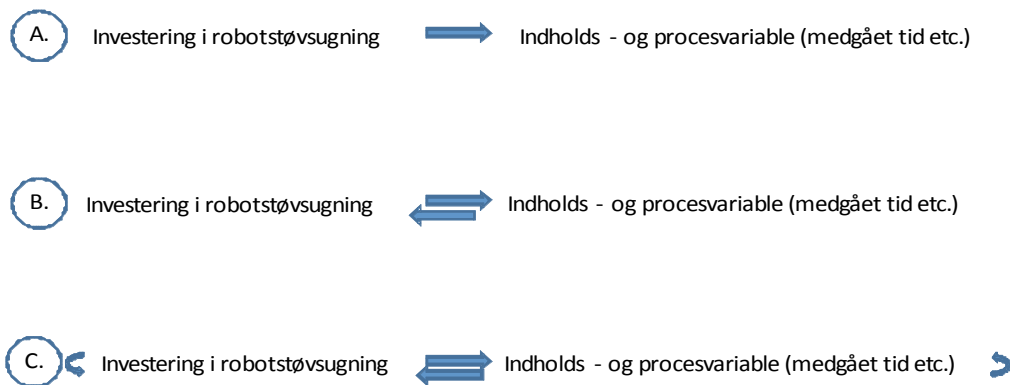 A. Investering i robotstøvsugning Indholds - og procesvariable (medgået tid etc.)
B. Investering i robotstøvsugning Indholds - og procesvariable (medgået tid etc.)
C. Investering i robotstøvsugning Indholds - og procesvariable (medgået tid etc.)